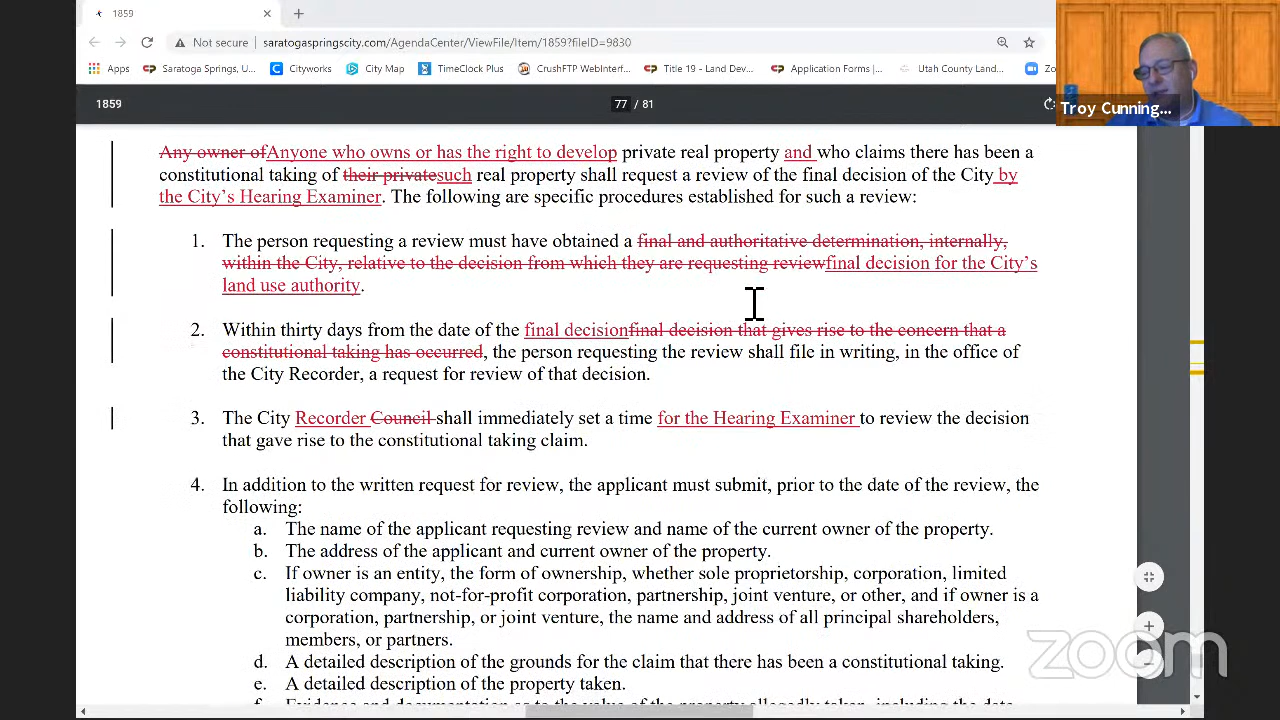 1859
Not secure | saratogaspringscity.com/AgendaCenter/ViewFile/Item/1859?fileID=9830
Apps Saratoga Springs, U... Cityworks City Map TimeClock Plus CrushFTP WebInterf... Title 19 – Land Dev... Application Forms |... Utah County Land... Zo
1859 77 / 81
Troy Cunning...
Any owner ofAnyone who owns or has the right to develop private real property and who claims there has been a
constitutional taking of their privatesuch real property shall request a review of the final decision of the City by
the City's Hearing Examiner. The following are specific procedures established for such a review:
1. The person requesting a review must have obtained a final and authoritative determination, internally,
within the City, relative to the decision from which they are requesting reviewfinal decision for the City's
land use authority.
2. Within thirty days from the date of the final decisionfinal decision that gives rise to the concern that a
constitutional taking has occurred, the person requesting the review shall file in writing, in the office of
the City Recorder, a request for review of that decision.
3. The City Recorder Council shall immediately set a time for the Hearing Examiner to review the decision
that gave rise to the constitutional taking claim.
4. In addition to the written request for review, the applicant must submit, prior to the date of the review, the
following:
a. The name of the applicant requesting review and name of the current owner of the property.
b. The address of the applicant and current owner of the property.
c. If owner is an entity, the form of ownership, whether sole proprietorship, corporation, limited
liability company, not-for-profit corporation, partnership, joint venture, or other, and if owner is a
corporation, partnership, or joint venture, the name and address of all principal shareholders,
members, or partners.
d. A detailed description of the grounds for the claim that there has been a constitutional taking.
e. A detailed description of the property taken.
f. Evidence and documentation as to the value of the property allegedly taken, including the date
zoom